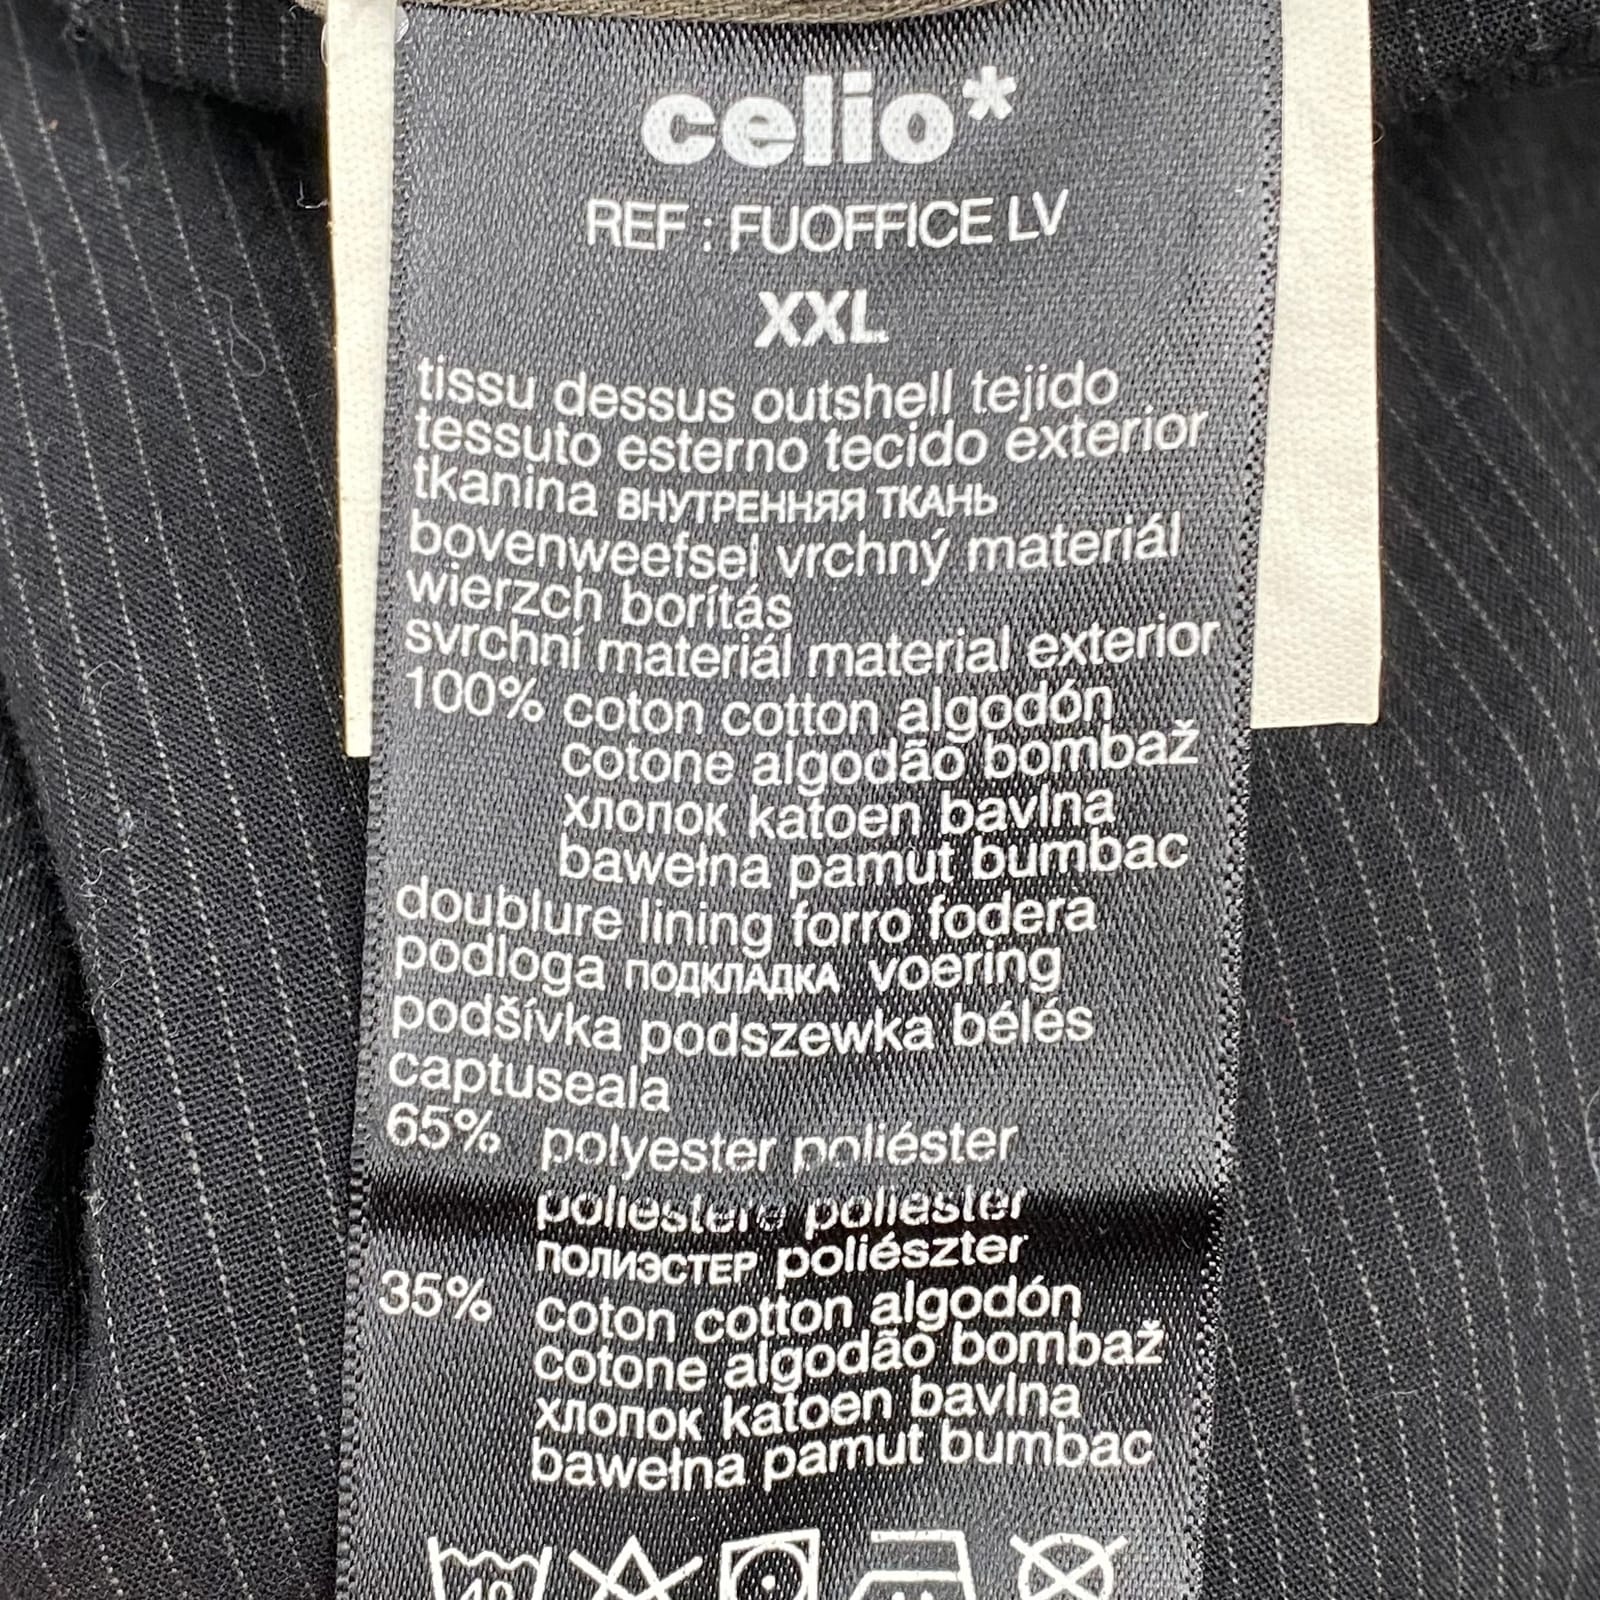 celio*
REF : FUOFFICE LV
XXL
tissu dessus outshell tejido
tessuto esterno tecido exterior
tkanina ВНУТРЕННЯЯ ТКАНЬ
bovenweefsel vrchný materiál
wierzch borítás
svrchní materiál material exterior
100% coton cotton algodón
cotone algodão bombaž
хлопок katoen bavlna
bawełna pamut bumbac
doublure lining forro fodera
podloga ПОДКЛАДКА voering
podšívka podszewka bélés
captuseala
65% polyester poliéster
poliestere poliéster
ПОЛИЭСТЕР poliészter
35% coton cotton algodón
cotone algodão bombaž
хлопок katoen bavlna
bawełna pamut bumbac